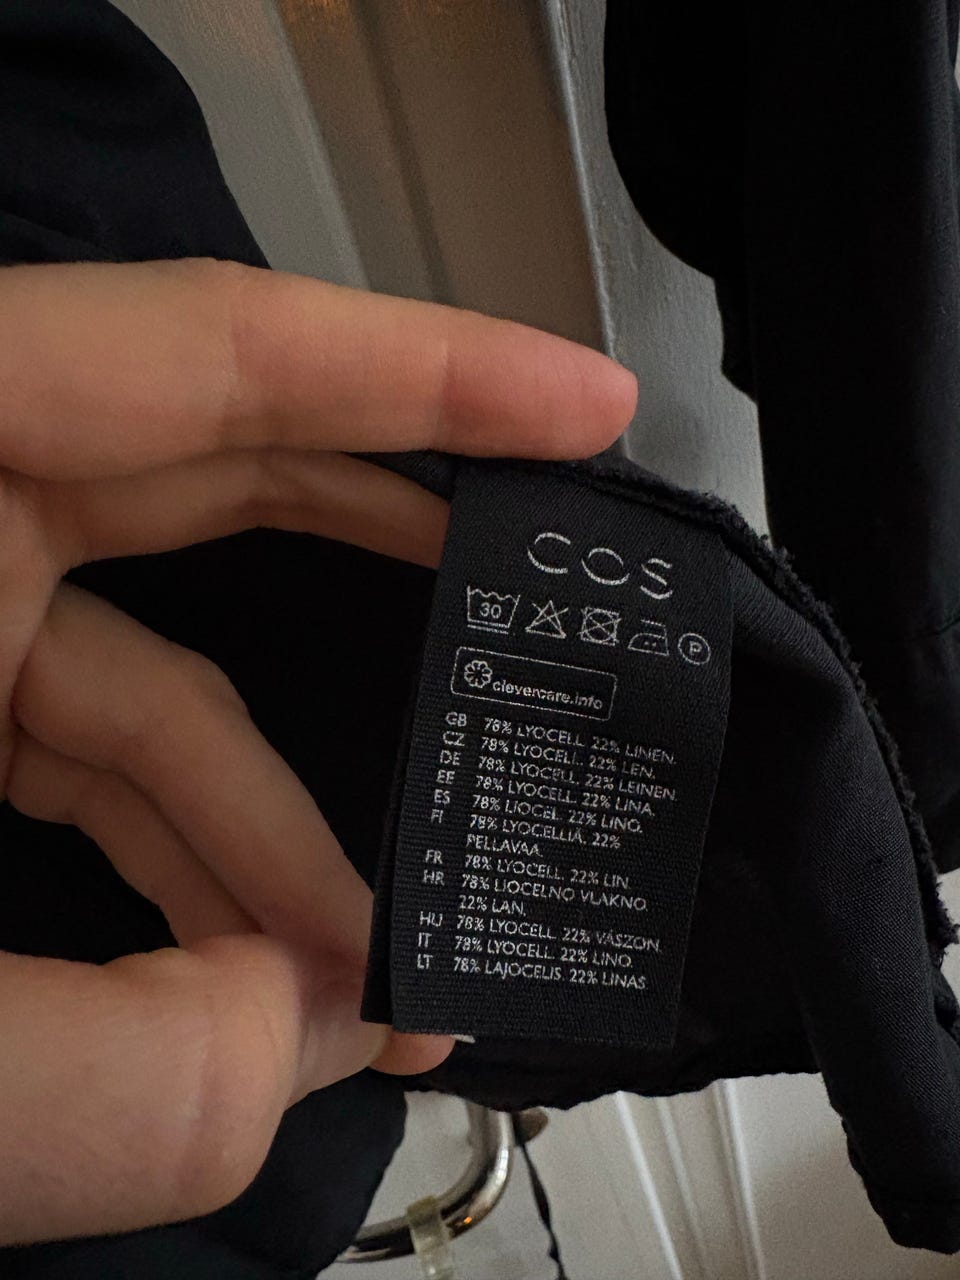 COS
30 P
clevercare.info
GB 78% LYOCELL. 22% LINEN.
CZ 78% LYOCELL. 22% LEN.
DE 78% LYOCELL. 22% LEINEN.
EE 78% LYOCELL. 22% LINA.
ES 78% LIOCEL. 22% LINO.
FI 78% LYOCELLIÄ. 22%
PELLAVAA.
FR 78% LYOCELL. 22% LIN.
HR 78% LIOCELNO VLAKNO.
22% LAN.
HU 78% LYOCELL. 22% VÁSZON.
IT 78% LYOCELL. 22% LINO.
LT 78% LAJOCELIS. 22% LINAS